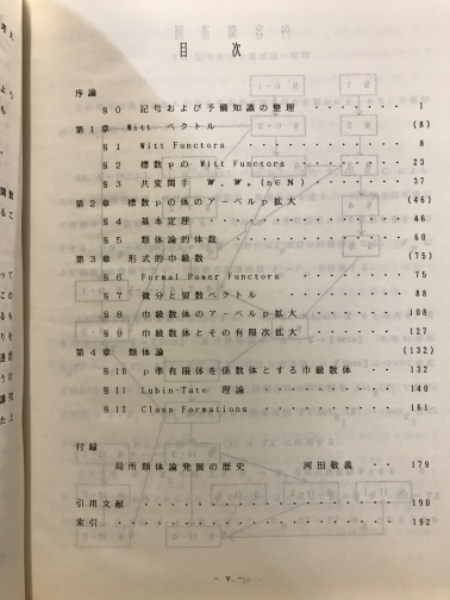 目 次
序論
§0 記号および予備知識の整理 ・・・・・・・・・・・ 1
第1章 Witt ベクトル (8)
§1 Witt Functors ・・・・・・・・・・・・ 8
§2 標数pの Witt Functors ・・・・・・・・ 23
§3 共変関手 W, Wn (n∈N) ・・・・・・・・ 37
第2章 標数pの体のアーベルp拡大 (46)
§4 基本定理 ・・・・・・・・・・・・・・・・ 46
§5 類体論的体裁 ・・・・・・・・・・・・・・ 60
第3章 形式的巾級数 (75)
§6 Formal Power Functors ・・・・・・・・・ 75
§7 微分と留数ベクトル ・・・・・・・・・・・ 88
§8 巾級数体のアーベルp拡大 ・・・・・・・・ 108
§9 巾級数体とその有限次拡大 ・・・・・・・・ 127
第4章 類体論 (132)
§10 p準有限体を係数体とする巾級数体 ・・・・ 132
§11 Lubin-Tate 理論 ・・・・・・・・・・・ 140
§12 Class Formations ・・・・・・・・・・・ 161
付録
局所類体論発展の歴史 河田敬義 ・・ 179
引用文献 ・・・・・・・・・・・・・・・・・・・ 190
索引 ・・・・・・・・・・・・・・・・・・・・・ 192
- v -